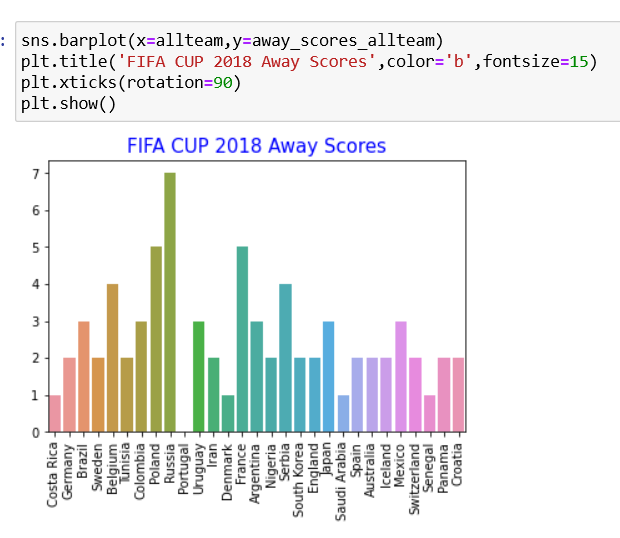 :
sns.barplot(x=allteam,y=away_scores_allteam)
plt.title('FIFA CUP 2018 Away Scores',color='b',fontsize=15)
plt.xticks(rotation=90)
plt.show()
FIFA CUP 2018 Away Scores
7
6
5
4
3
2
1
0
Costa Rica
Germany
Brazil
Sweden
Belgium
Tunisia
Colombia
Poland
Russia
Portugal
Uruguay
Iran
Denmark
France
Argentina
Nigeria
Serbia
South Korea
England
Japan
Saudi Arabia
Spain
Australia
Iceland
Mexico
Switzerland
Senegal
Panama
Croatia